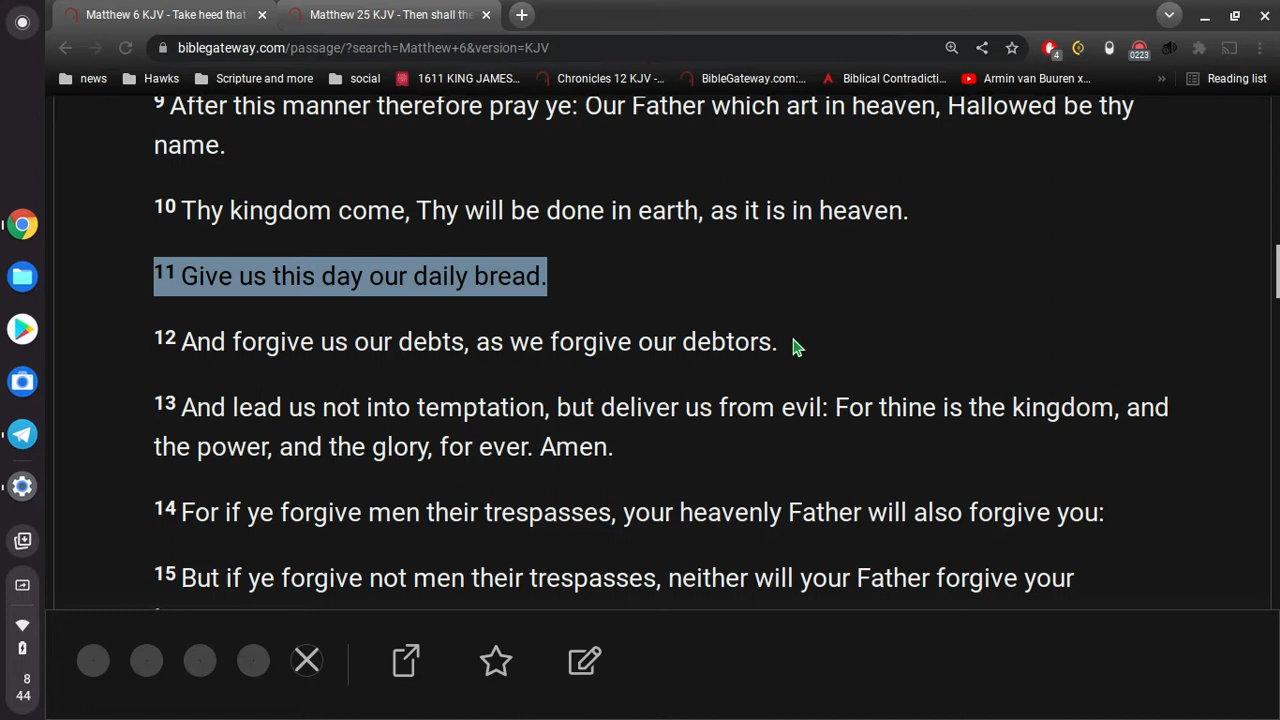 Matthew 6 KJV - Take heed that
Matthew 25 KJV - Then shall the
biblegateway.com/passage/?search=Matthew+6&version=KJV
4
0223
news
Hawks
Scripture and more
social
1611 KING JAMES...
Chronicles 12 KJV -...
BibleGateway.com:...
Biblical Contradicti...
Armin van Buuren x...
»
Reading list
9 After this manner therefore pray ye: Our Father which art in heaven, Hallowed be thy
name.
10 Thy kingdom come, Thy will be done in earth, as it is in heaven.
11 Give us this day our daily bread.
12 And forgive us our debts, as we forgive our debtors.
13 And lead us not into temptation, but deliver us from evil: For thine is the kingdom, and
the power, and the glory, for ever. Amen.
14 For if ye forgive men their trespasses, your heavenly Father will also forgive you:
15 But if ye forgive not men their trespasses, neither will your Father forgive your
8
44